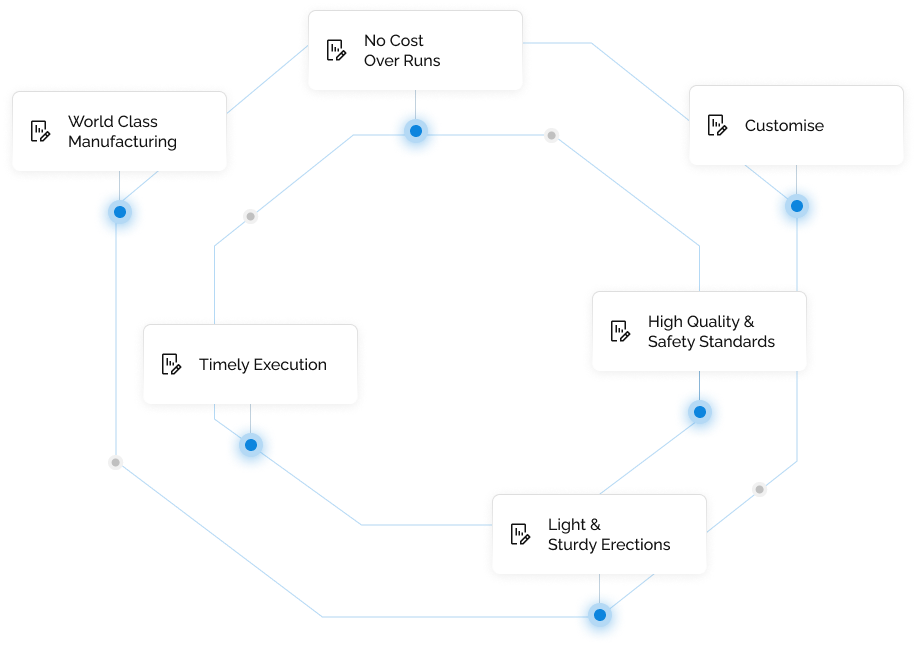 No Cost
Over Runs
World Class
Manufacturing
Customise
High Quality &
Safety Standards
Timely Execution
Light &
Sturdy Erections